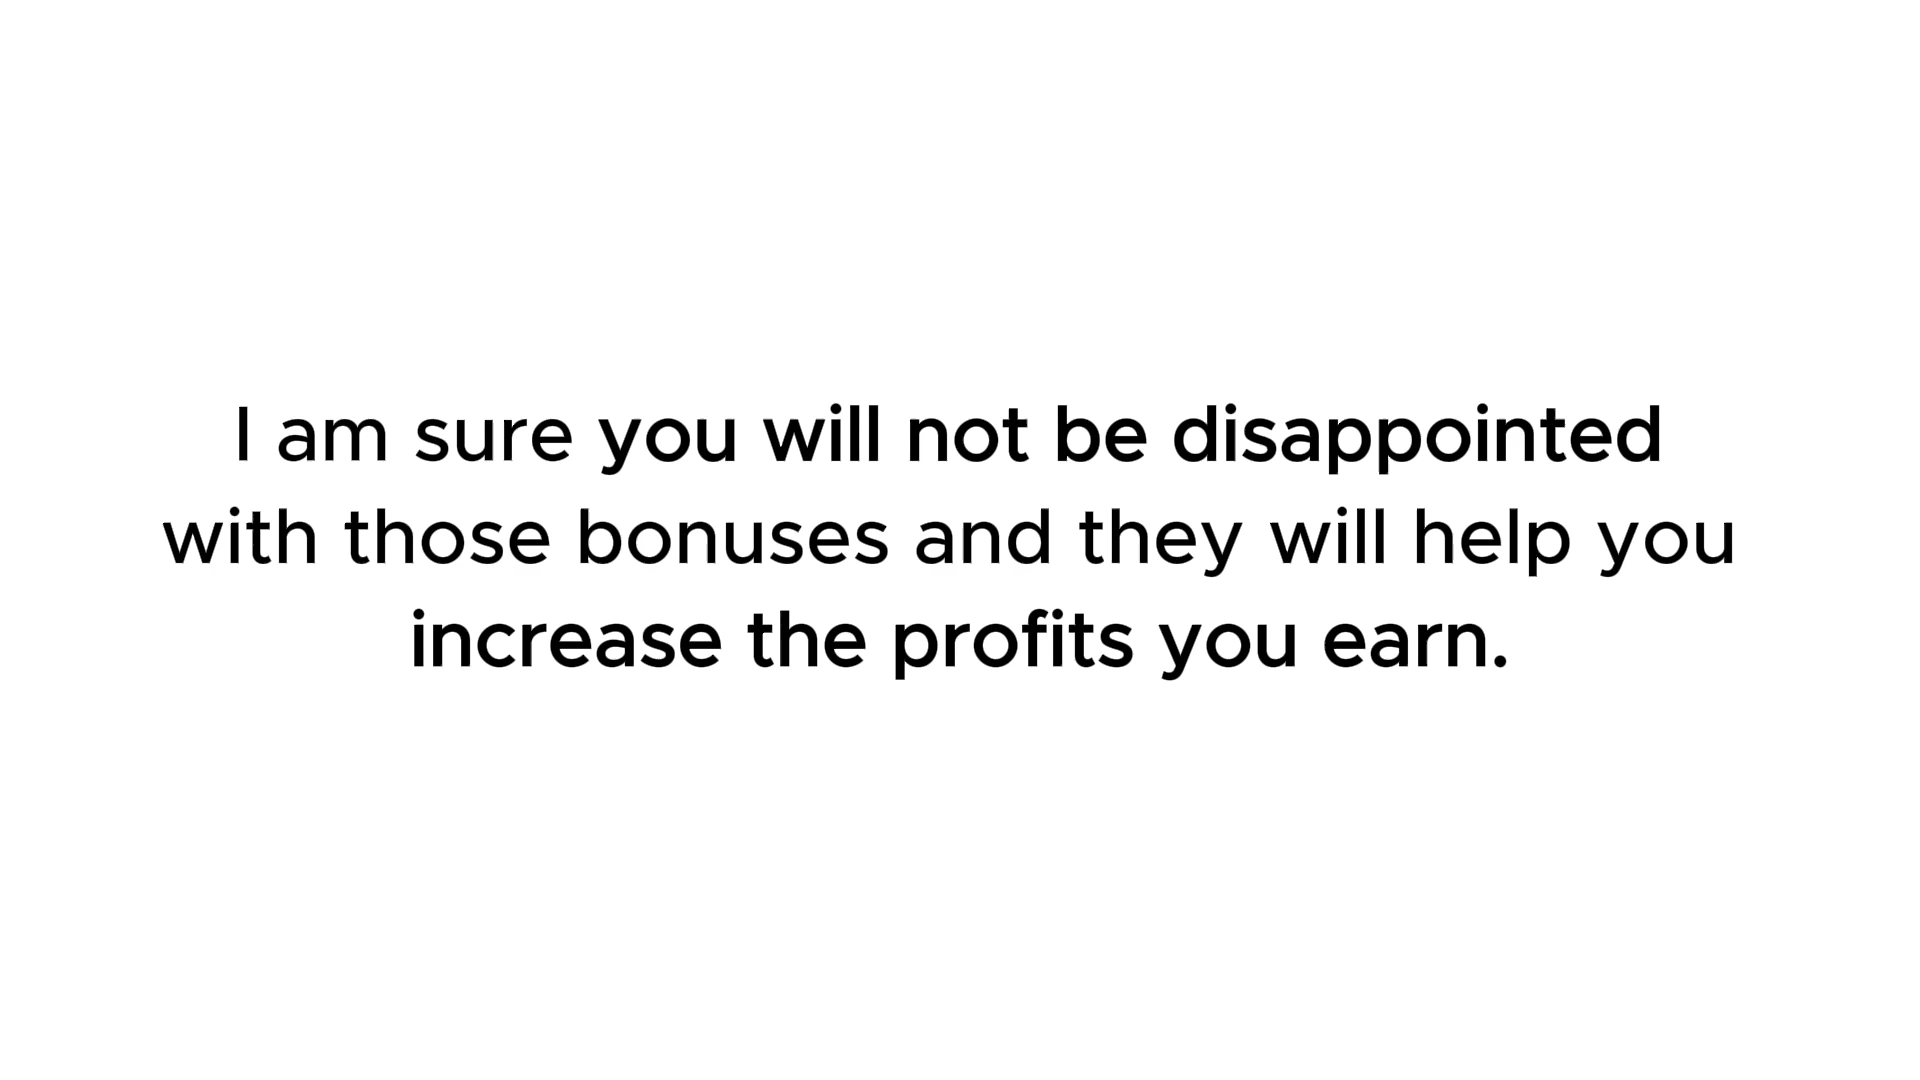 I am sure you will not be disappointed
with those bonuses and they will help you
increase the profits you earn.